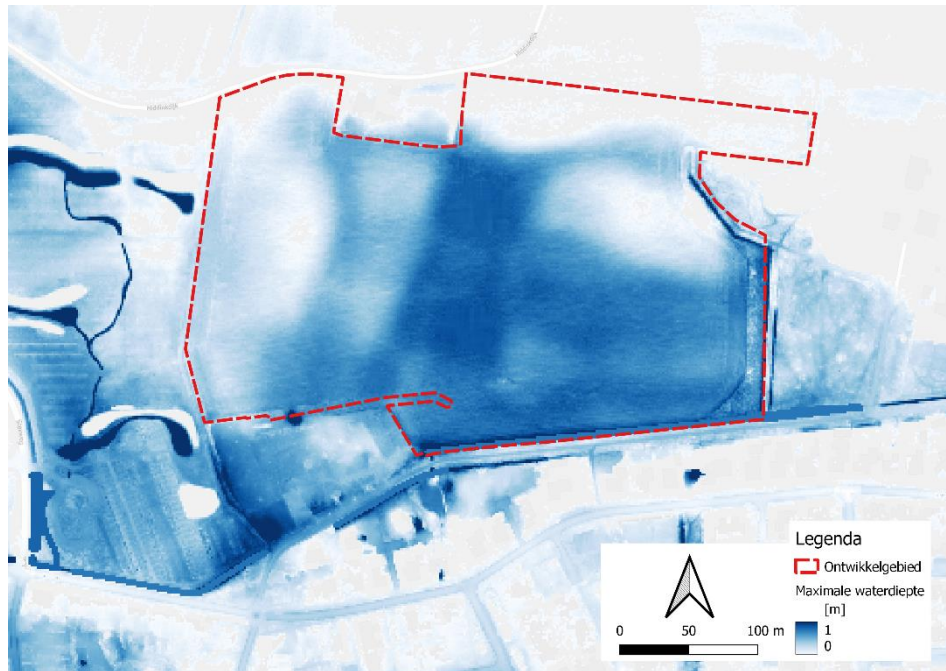 Legenda
Ontwikkelgebied
Maximale waterdiepte
[m]
1
0
0 50 100 m